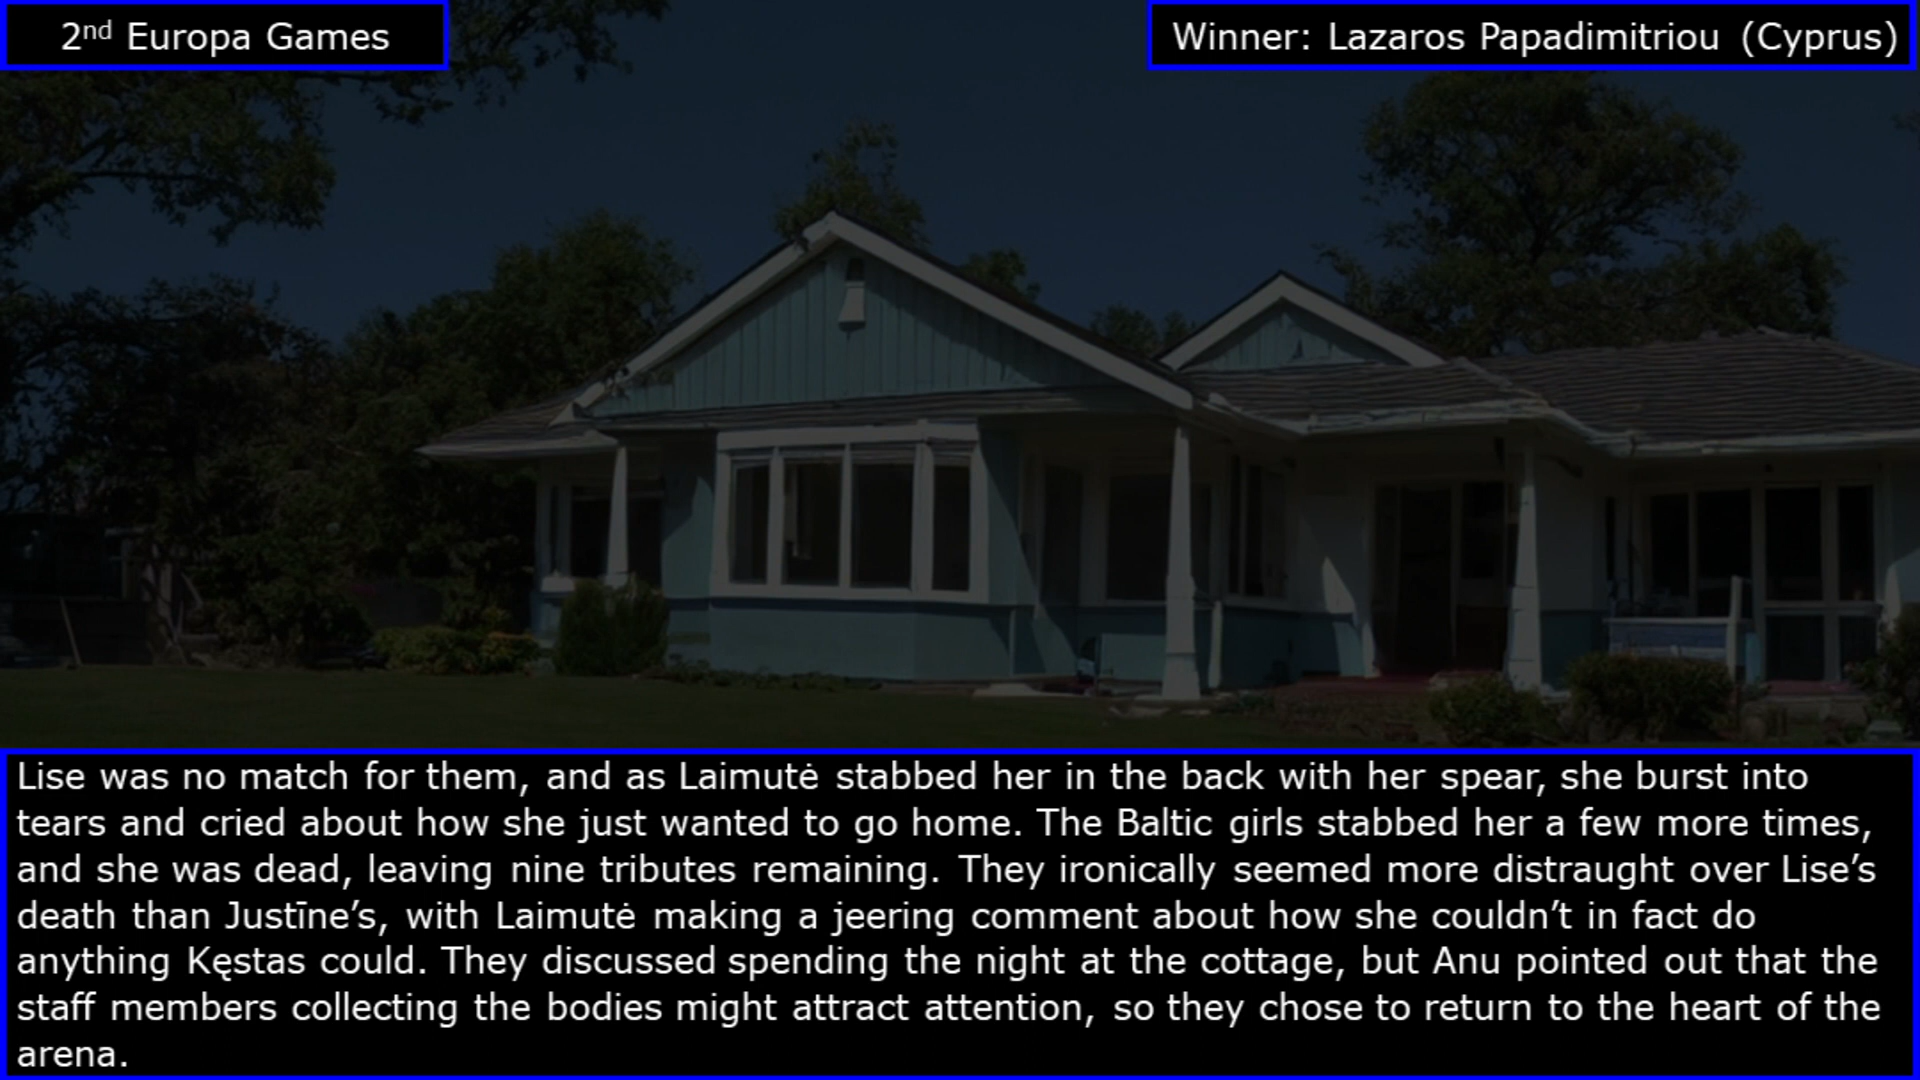 2nd Europa Games
Winner: Lazaros Papadimitriou (Cyprus)
Lise was no match for them, and as Laimutė stabbed her in the back with her spear, she burst into
tears and cried about how she just wanted to go home. The Baltic girls stabbed her a few more times,
and she was dead, leaving nine tributes remaining. They ironically seemed more distraught over Lise’s
death than Justīne’s, with Laimutė making a jeering comment about how she couldn’t in fact do
anything Kęstas could. They discussed spending the night at the cottage, but Anu pointed out that the
staff members collecting the bodies might attract attention, so they chose to return to the heart of the
arena.